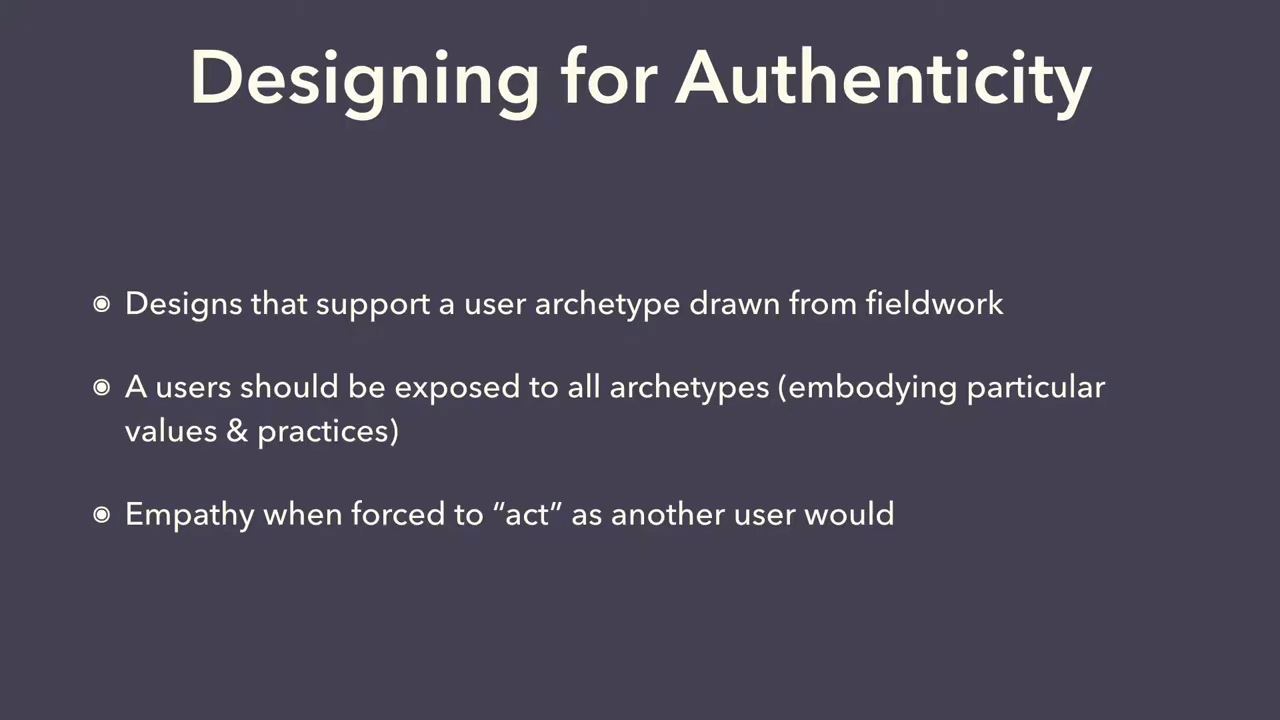 Designing for Authenticity
◉ Designs that support a user archetype drawn from fieldwork
◉ A users should be exposed to all archetypes (embodying particular
values & practices)
◉ Empathy when forced to “act” as another user would